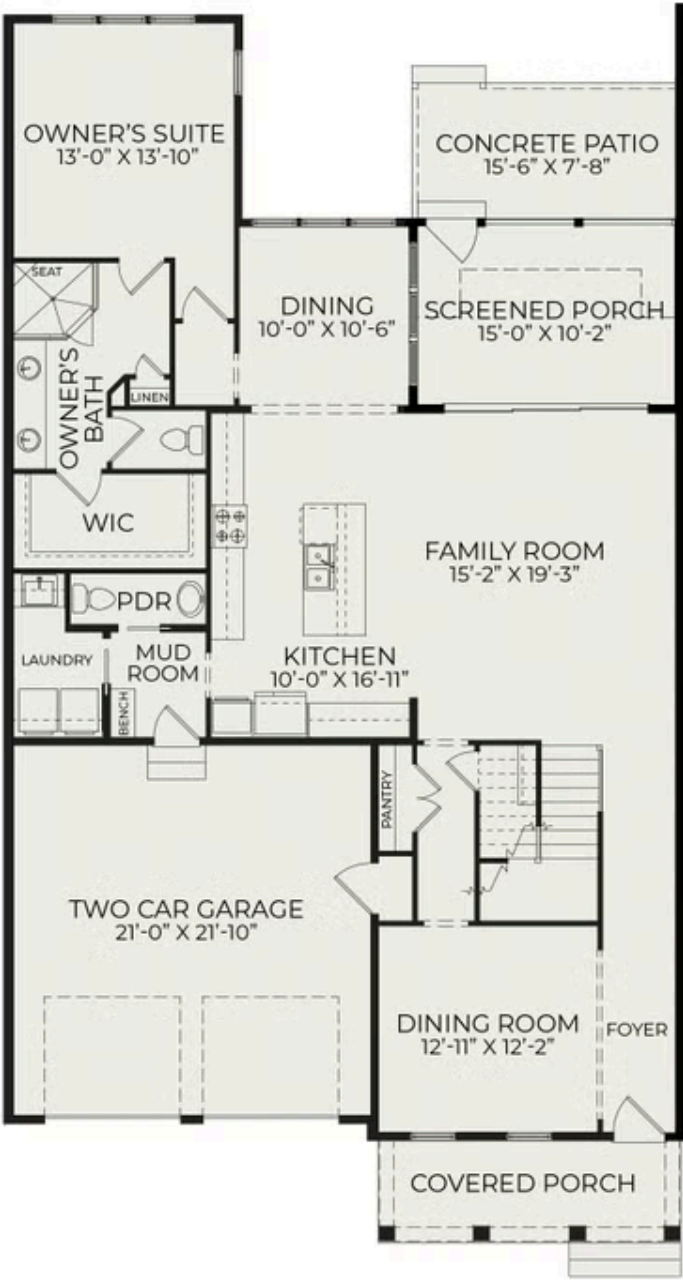 OWNER’S SUITE
13’-0” X 13’-10”
CONCRETE PATIO
15’-6” X 7’-8”
SEAT
DINING
10’-0” X 10’-6”
SCREENED PORCH
15’-0” X 10’-2”
OWNER’S
BATH
LINEN
WIC
FAMILY ROOM
15’-2” X 19’-3”
PDR
LAUNDRY
MUD
ROOM
KITCHEN
10’-0” X 16’-11”
BENCH
PANTRY
TWO CAR GARAGE
21’-0” X 21’-10”
DINING ROOM
12’-11” X 12’-2”
FOYER
COVERED PORCH